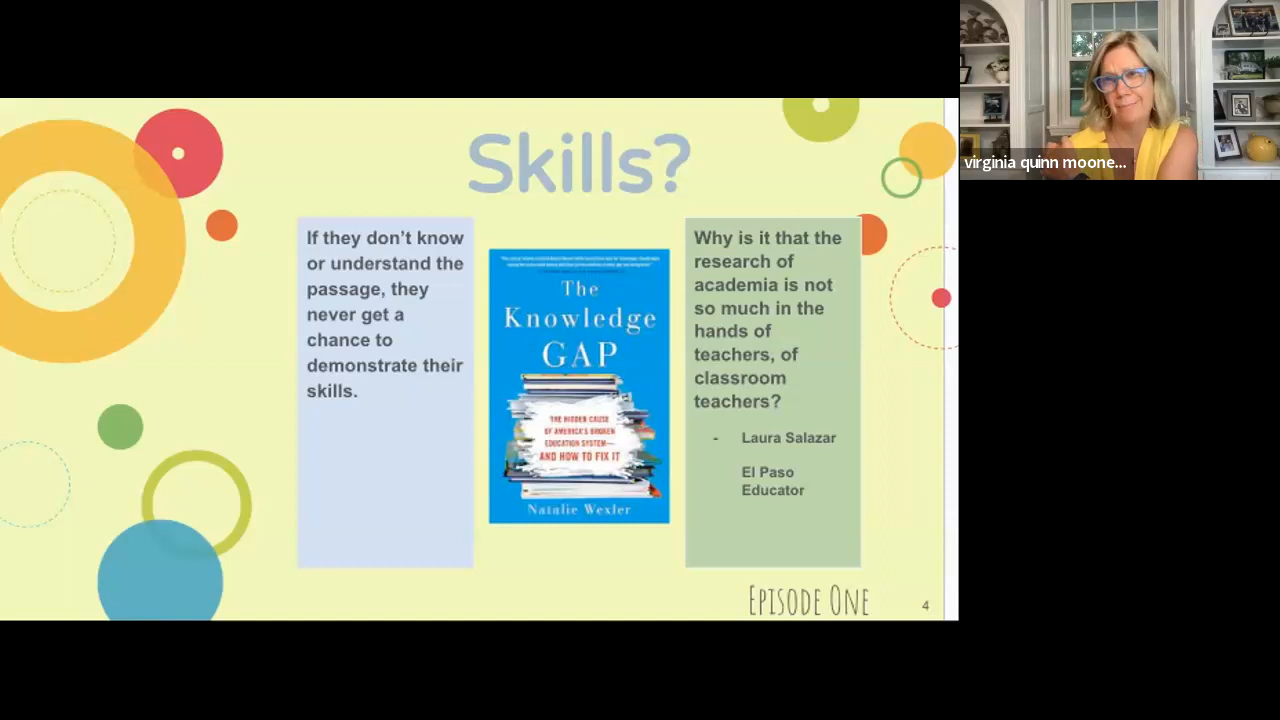 virginia quinn moone...
Skills?
If they don't know
or understand the
passage, they
never get a
chance to
demonstrate their
skills.
The
Knowledge
GAP
THE HIDDEN CAUSE
OF AMERICA'S BROKEN
EDUCATION SYSTEM—
AND HOW TO FIX IT
Natalie Wexler
Why is it that the
research of
academia is not
so much in the
hands of
teachers, of
classroom
teachers?
- Laura Salazar
El Paso
Educator
EPISODE ONE
4